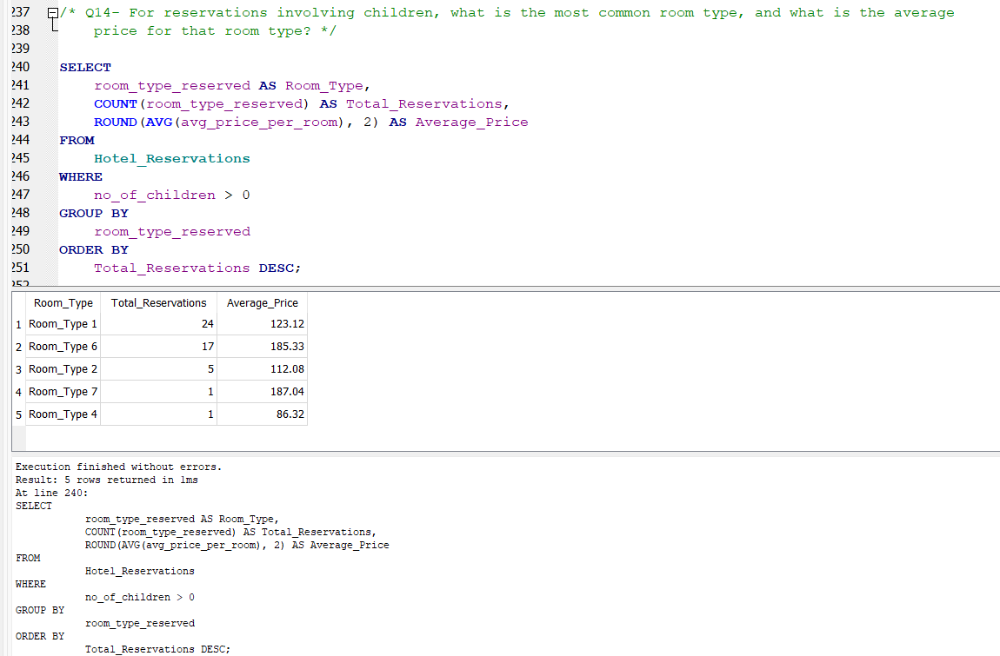 237 /* Q14- For reservations involving children, what is the most common room type, and what is the average
238 price for that room type? */
239
240 SELECT
241 room_type_reserved AS Room_Type,
242 COUNT(room_type_reserved) AS Total_Reservations,
243 ROUND(AVG(avg_price_per_room), 2) AS Average_Price
244 FROM
245 Hotel_Reservations
246 WHERE
247 no_of_children > 0
248 GROUP BY
249 room_type_reserved
250 ORDER BY
251 Total_Reservations DESC;
252
Room_Type Total_Reservations Average_Price
1 Room_Type 1 24 123.12
2 Room_Type 6 17 185.33
3 Room_Type 2 5 112.08
4 Room_Type 7 1 187.04
5 Room_Type 4 1 86.32
Execution finished without errors.
Result: 5 rows returned in 1ms
At line 240:
SELECT
room_type_reserved AS Room_Type,
COUNT(room_type_reserved) AS Total_Reservations,
ROUND(AVG(avg_price_per_room), 2) AS Average_Price
FROM
Hotel_Reservations
WHERE
no_of_children > 0
GROUP BY
room_type_reserved
ORDER BY
Total_Reservations DESC;